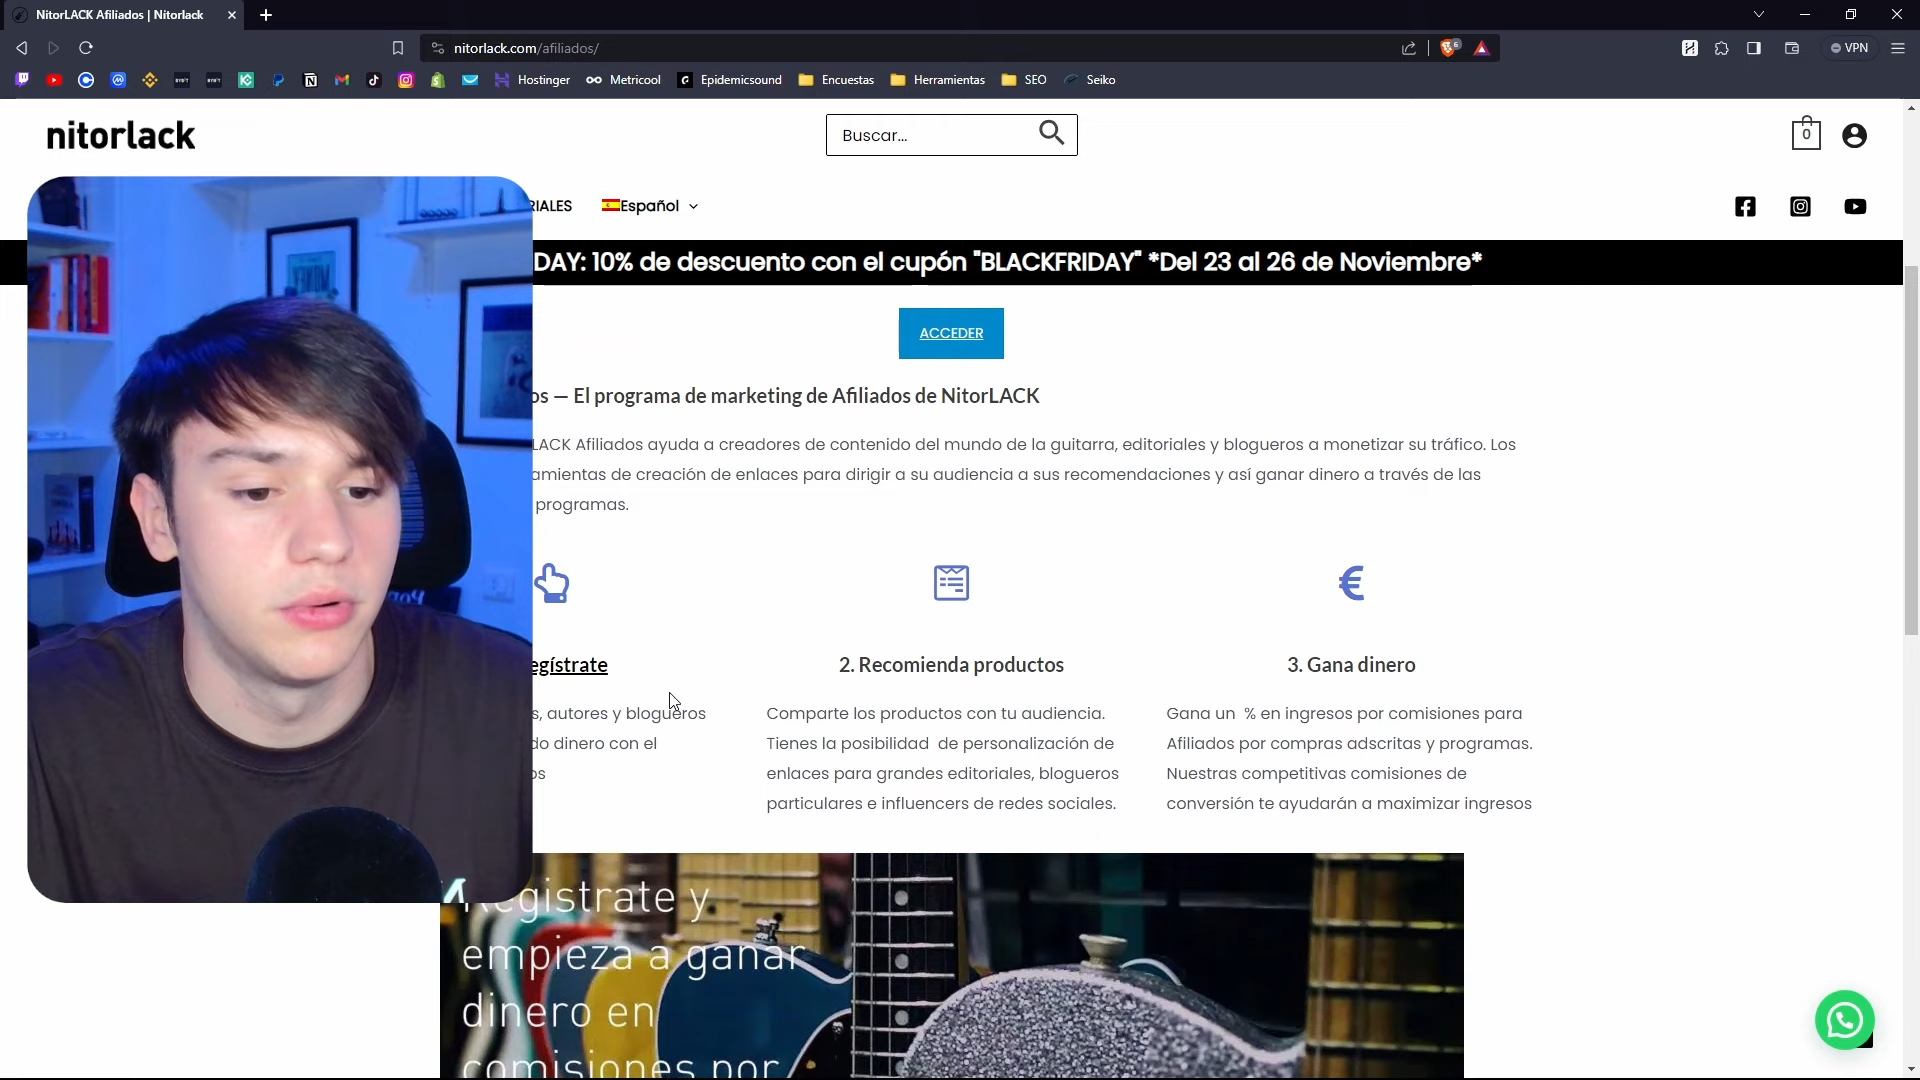 NitorLACK Afiliados | Nitorlack
nitorlack.com/afiliados/
VPN
Hostinger
Metricool
Epidemicsound
Encuestas
Herramientas
SEO
Seiko
nitorlack
Buscar...
0
RIALES
Español
DAY: 10% de descuento con el cupón "BLACKFRIDAY" *Del 23 al 26 de Noviembre*
ACCEDER
os — El programa de marketing de Afiliados de NitorLACK
LACK Afiliados ayuda a creadores de contenido del mundo de la guitarra, editoriales y blogueros a monetizar su tráfico. Los
amientas de creación de enlaces para dirigir a su audiencia a sus recomendaciones y así ganar dinero a través de las
programas.
egístrate
s, autores y blogueros
do dinero con el
os
2. Recomienda productos
Comparte los productos con tu audiencia.
Tienes la posibilidad de personalización de
enlaces para grandes editoriales, blogueros
particulares e influencers de redes sociales.
3. Gana dinero
Gana un % en ingresos por comisiones para
Afiliados por compras adscritas y programas.
Nuestras competitivas comisiones de
conversión te ayudarán a maximizar ingresos
Registrate y
empieza a ganar
dinero en
comisiones por